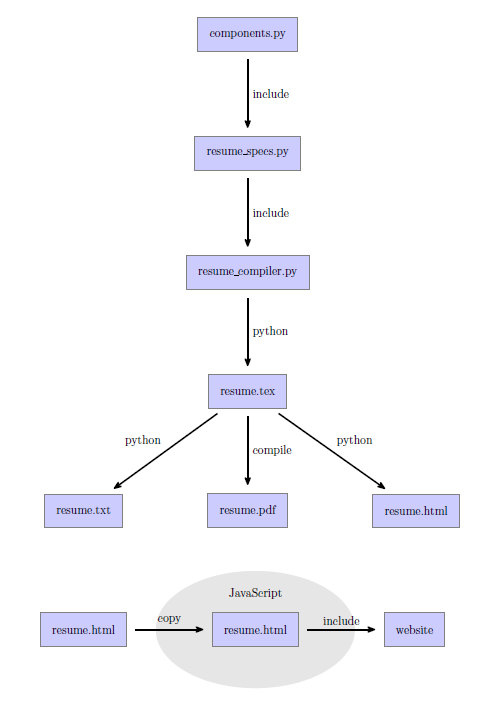 components.py
include
resume_specs.py
include
resume_compiler.py
python
resume.tex
python
compile
python
resume.txt
resume.pdf
resume.html
JavaScript
copy
include
resume.html
resume.html
website